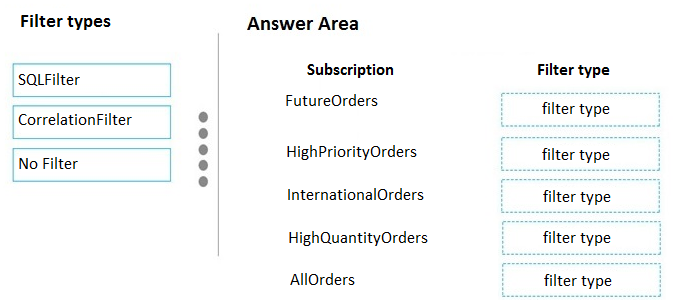 Filter types
SQLFilter
CorrelationFilter
No Filter
Answer Area
Subscription Filter type
FutureOrders filter type
HighPriorityOrders filter type
InternationalOrders filter type
HighQuantityOrders filter type
AllOrders filter type